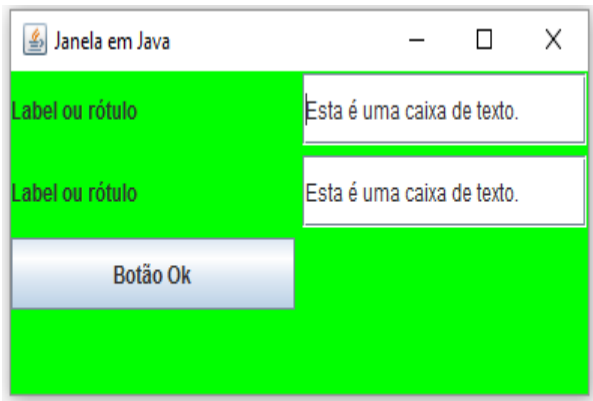 Janela em Java
Label ou rótulo Esta é uma caixa de texto.
Label ou rótulo Esta é uma caixa de texto.
Botão Ok